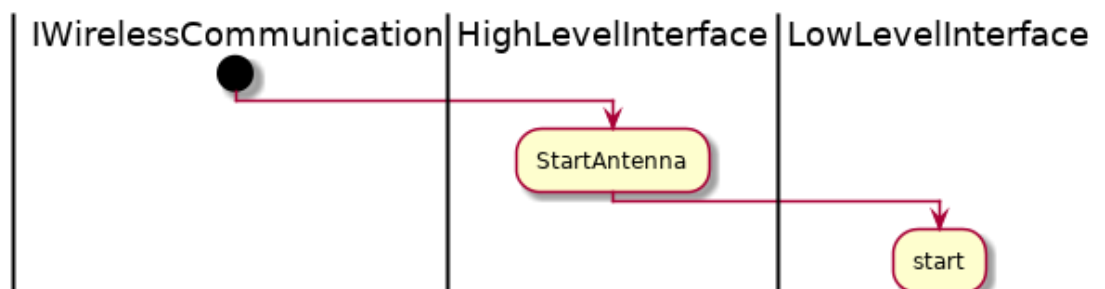 IWirelessCommunication HighLevelInterface LowLevelInterface
StartAntenna
start